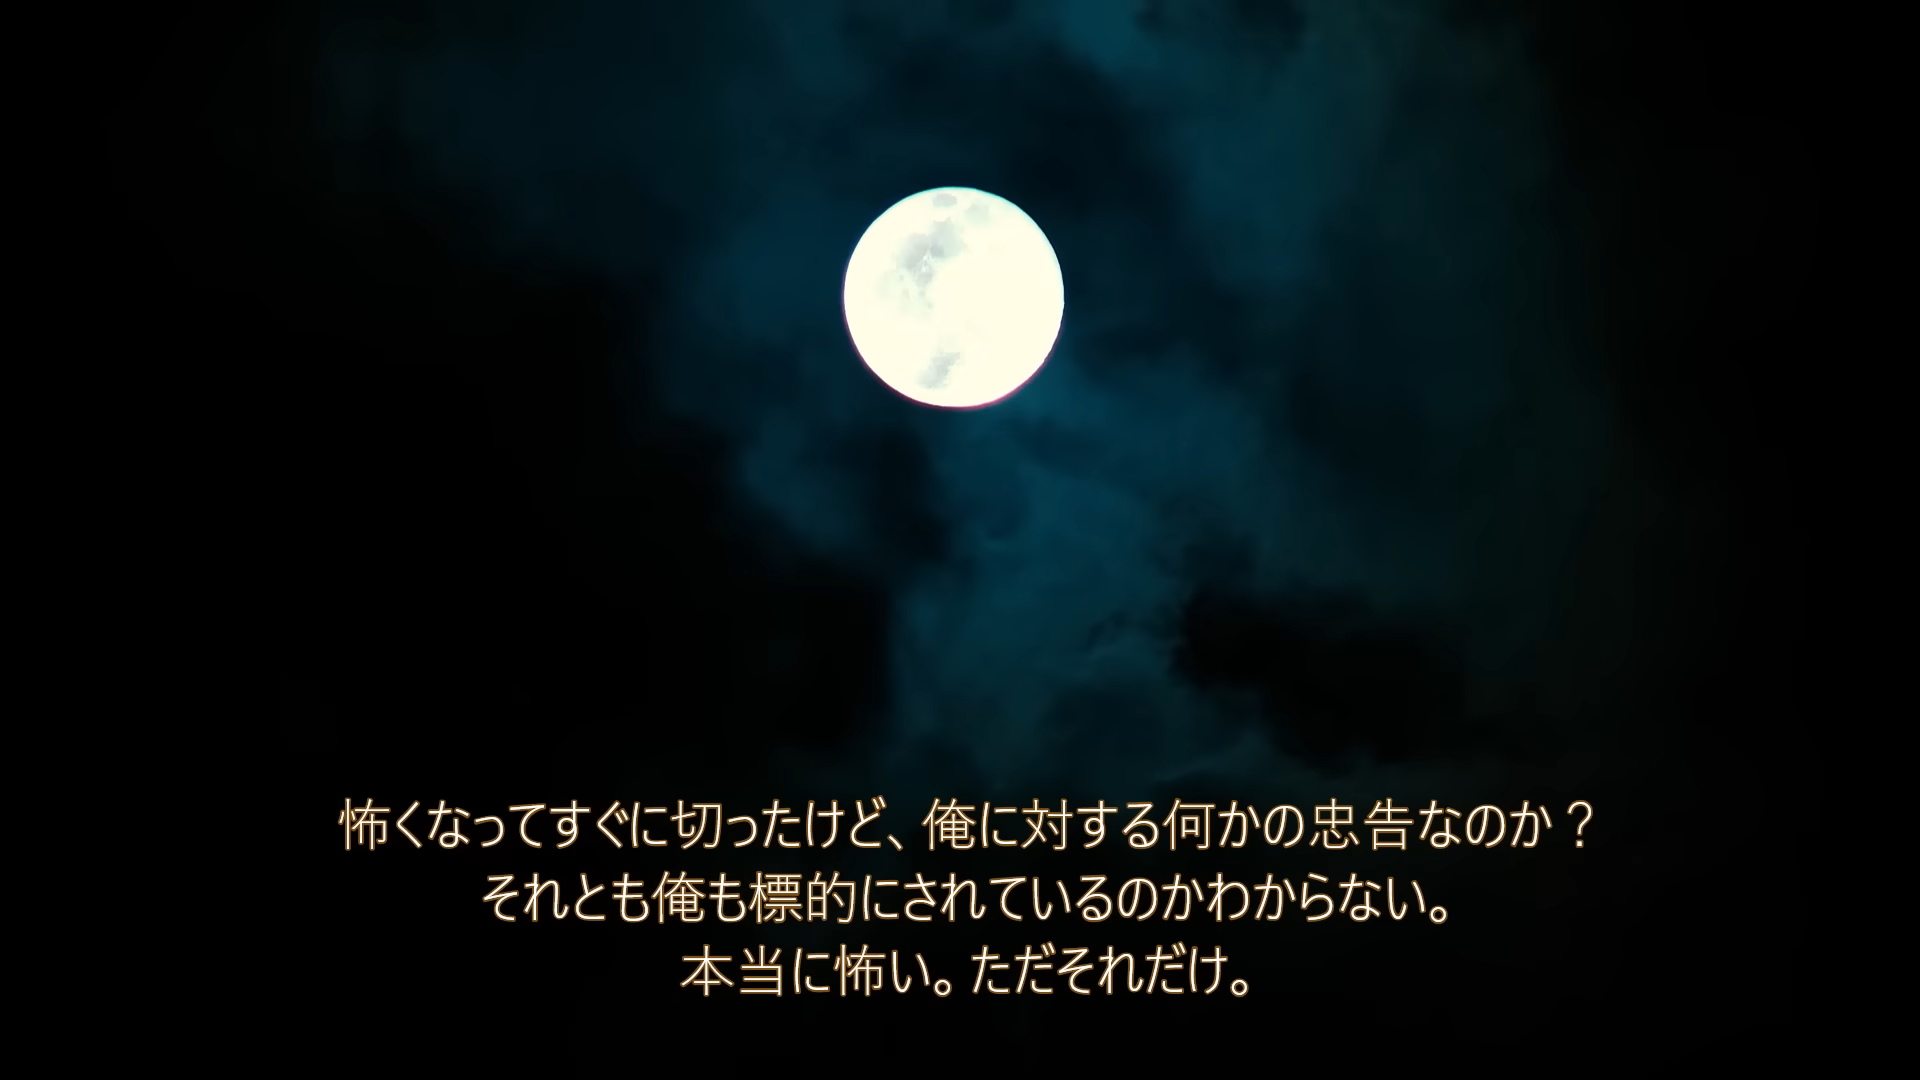 怖くなってすぐに切ったけど、俺に対する何かの忠告なのか？
それとも俺も標的にされているのかわからない。
本当に怖い。ただそれだけ。